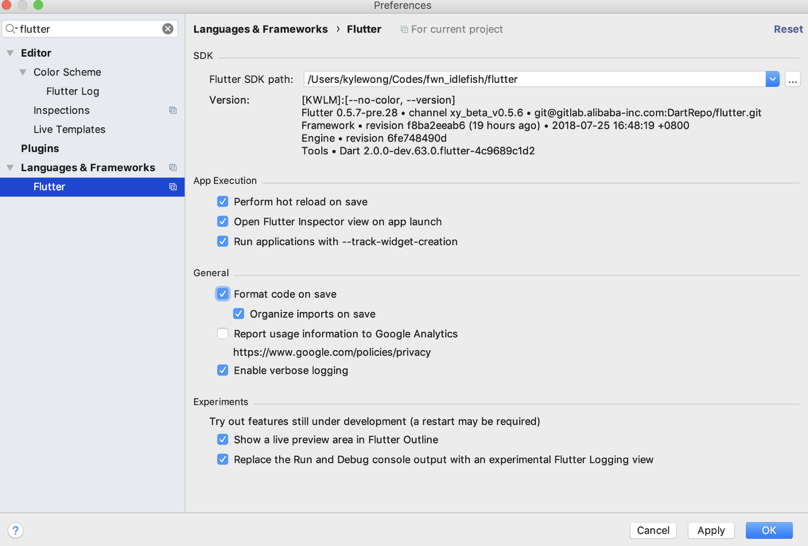 Preferences
flutter
Languages & Frameworks › Flutter
For current project
Reset
Editor
Color Scheme
Flutter Log
Inspections
Live Templates
Plugins
Languages & Frameworks
Flutter
SDK
Flutter SDK path: /Users/kylewong/Codes/fwn_idlefish/flutter
...
Version: [KWLM]:[--no-color, --version]
Flutter 0.5.7-pre.28 • channel xy_beta_v0.5.6 • git@gitlab.alibaba-inc.com:DartRepo/flutter.git
Framework • revision f8ba2eeab6 (19 hours ago) • 2018-07-25 16:48:19 +0800
Engine • revision 6fe748490d
Tools • Dart 2.0.0-dev.63.0.flutter-4c9689c1d2
App Execution
Perform hot reload on save
Open Flutter Inspector view on app launch
Run applications with --track-widget-creation
General
Format code on save
Organize imports on save
Report usage information to Google Analytics
https://www.google.com/policies/privacy
Enable verbose logging
Experiments
Try out features still under development (a restart may be required)
Show a live preview area in Flutter Outline
Replace the Run and Debug console output with an experimental Flutter Logging view
?
Cancel
Apply
OK